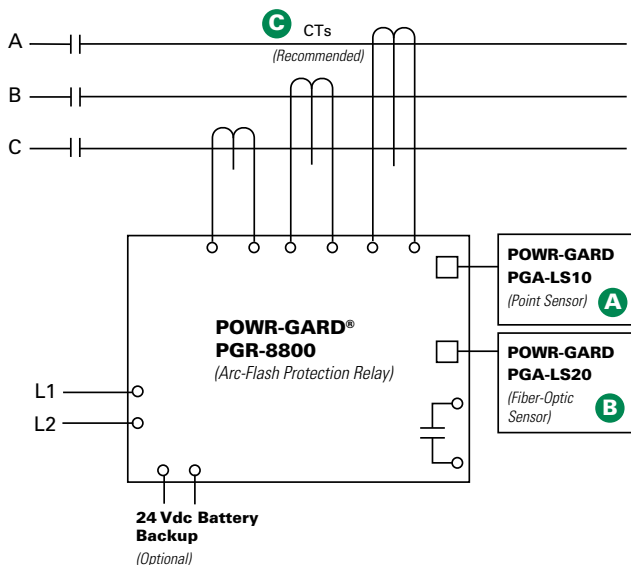 C CTs
(Recommended)
A
B
C
POWR-GARD
PGA-LS10
(Point Sensor) A
POWR-GARD®
PGR-8800
(Arc-Flash Protection Relay)
POWR-GARD
PGA-LS20
(Fiber-Optic
Sensor) B
L1
L2
24 Vdc Battery
Backup
(Optional)